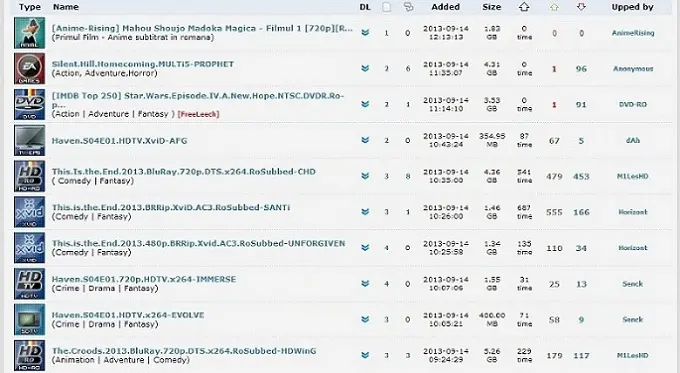 Type Name DL Added Size Upped by
ANIME [Anime-Rising] Mahou Shoujo Madoka Magica - Filmul 1 [720p][R... 1 0 2013-09-14 1.83 0 0 0 AnimeRising
(Primul film - Anime subtitrat in romana) 12:13:13 GB time
EA GAMES Silent.Hill.Homecoming.MULTi5-PROPHET 2 6 2013-09-14 4.31 0 1 96 Anonymous
(Action, Adventure,Horror) 11:35:07 GB time
DVD [IMDB Top 250] Star.Wars.Episode.IV.A.New.Hope.NTSC.DVDR.Ro- 2 1 2013-09-14 3.53 0 1 91 DVD-RO
p... 11:14:10 GB time
(Action | Adventure | Fantasy ) [FreeLeech]
Haven.S04E01.HDTV.XviD-AFG 2 0 2013-09-14 354.95 87 67 5 dAh
10:43:24 MB time
HD This.Is.the.End.2013.BluRay.720p.DTS.x264.RoSubbed-CHD 3 8 2013-09-14 4.36 541 479 453 M1LesHD
HD-RO ( Comedy | Fantasy) 10:35:00 GB time
XVID This.is.the.End.2013.BRRip.XviD.AC3.RoSubbed-SANTi 3 1 2013-09-14 1.46 687 555 166 Horizont
(Comedy | Fantasy) 10:26:00 GB time
XVID This.is.the.End.2013.480p.BRRip.Xvid.AC3.RoSubbed-UNFORGiVEN 4 0 2013-09-14 1.34 135 110 34 Horizont
(Comedy | Fantasy) 10:25:58 GB time
HD TV Haven.S04E01.720p.HDTV.x264-IMMERSE 4 0 2013-09-14 1.55 31 25 13 Senck
HDTV (Crime | Drama | Fantasy) 10:07:06 GB time
Haven.S04E01.HDTV.x264-EVOLVE 3 0 2013-09-14 400.00 71 58 9 Senck
SDTV (Crime | Drama | Fantasy) 10:05:21 MB time
HD The.Croods.2013.BluRay.720p.DTS.x264.RoSubbed-HDWinG 3 3 2013-09-14 5.26 229 179 117 M1LesHD
HD-RO (Animation | Adventure | Comedy) 09:24:29 GB time